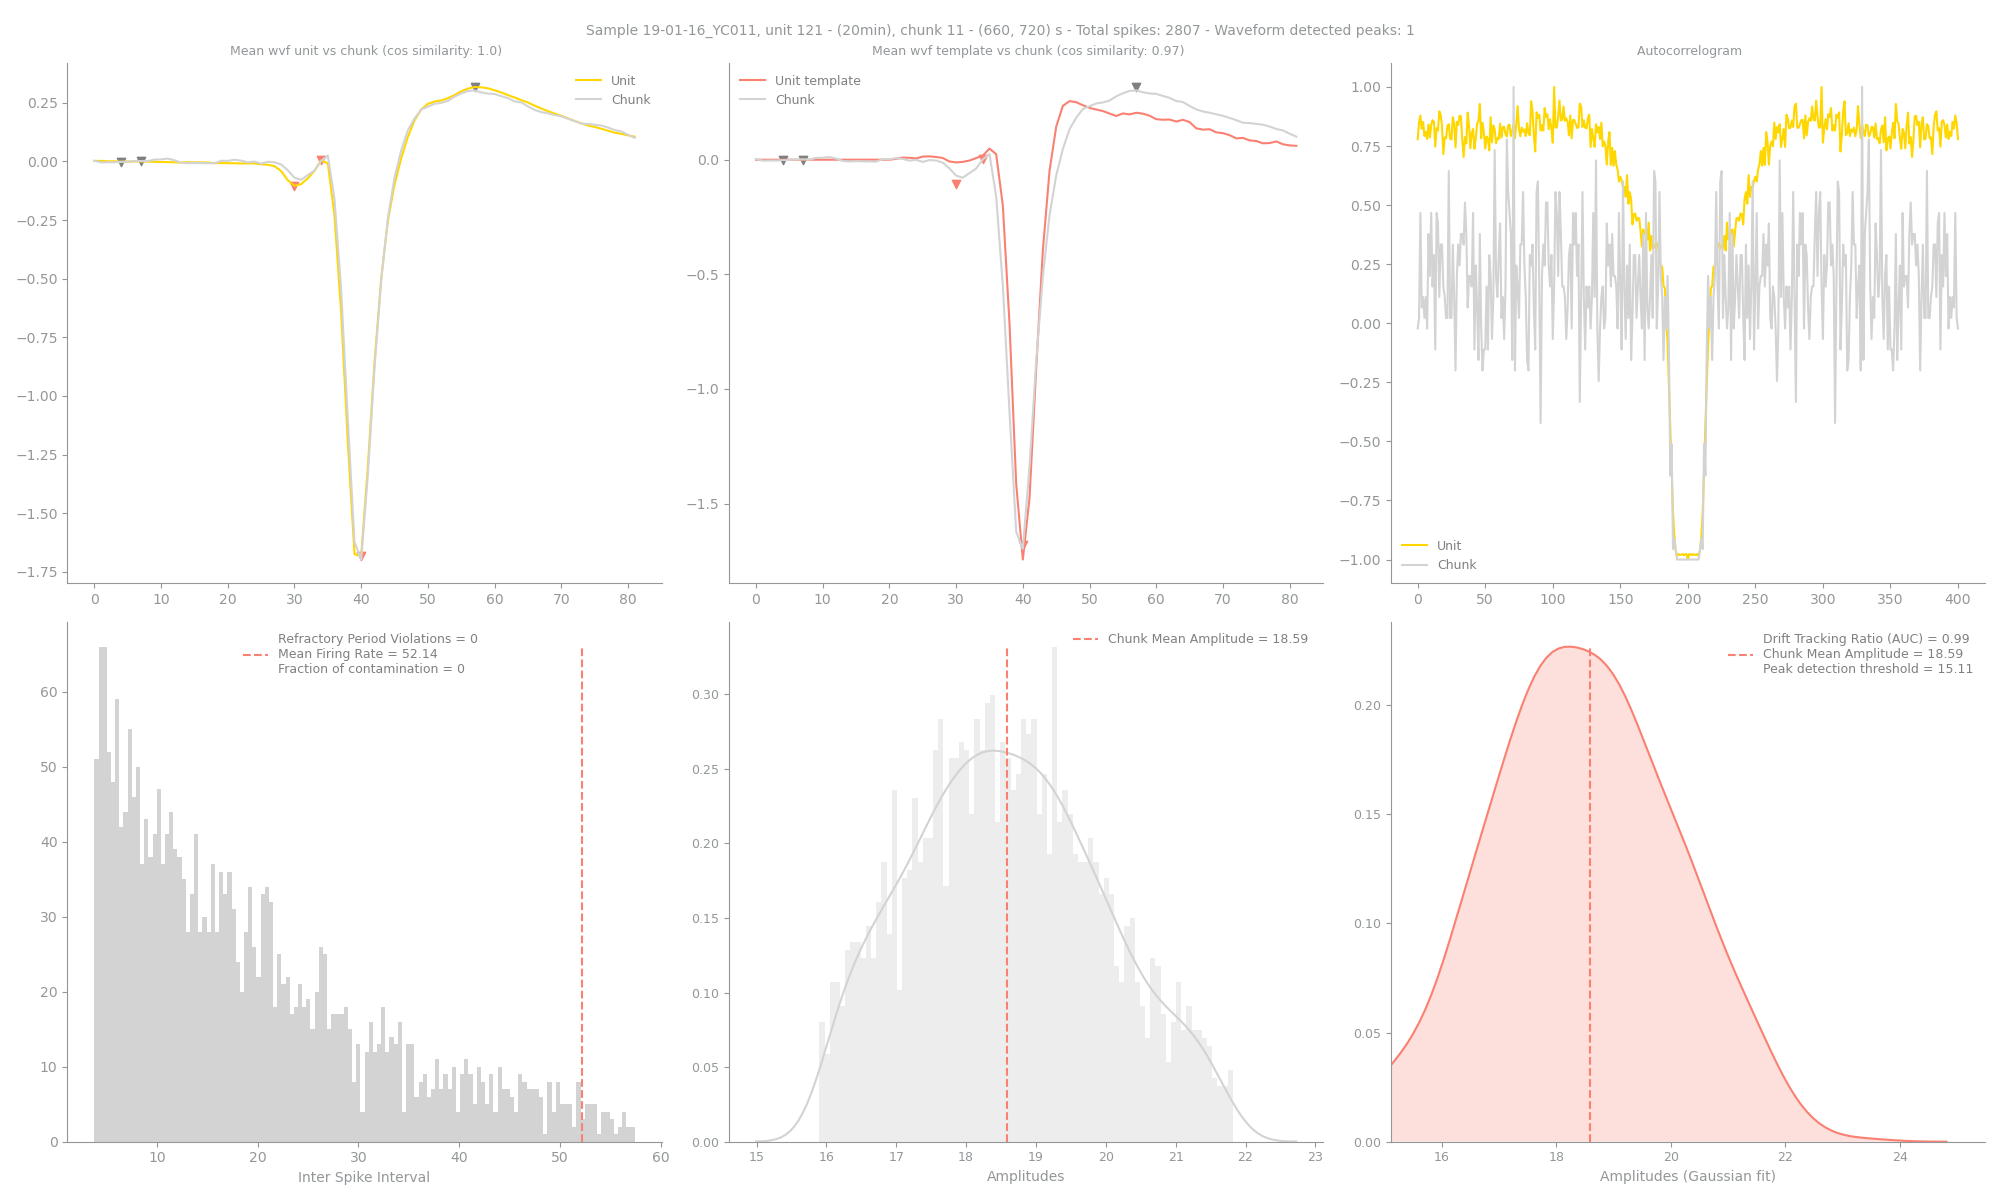 Sample 19-01-16_YC011, unit 121 - (20min), chunk 11 - (660, 720) s - Total spikes: 2807 - Waveform detected peaks: 1
Mean wvf unit vs chunk (cos similarity: 1.0)
Unit
Chunk
0.25
0.00
−0.25
−0.50
−0.75
−1.00
−1.25
−1.50
−1.75
0 10 20 30 40 50 60 70 80
Mean wvf template vs chunk (cos similarity: 0.97)
Unit template
Chunk
0.0
−0.5
−1.0
−1.5
0 10 20 30 40 50 60 70 80
Autocorrelogram
1.00
0.75
0.50
0.25
0.00
−0.25
−0.50
−0.75
−1.00
Unit
Chunk
0 50 100 150 200 250 300 350 400
Refractory Period Violations = 0
Mean Firing Rate = 52.14
Fraction of contamination = 0
60
50
40
30
20
10
0
10 20 30 40 50 60
Inter Spike Interval
Chunk Mean Amplitude = 18.59
0.30
0.25
0.20
0.15
0.10
0.05
0.00
15 16 17 18 19 20 21 22 23
Amplitudes
Drift Tracking Ratio (AUC) = 0.99
Chunk Mean Amplitude = 18.59
Peak detection threshold = 15.11
0.20
0.15
0.10
0.05
0.00
16 18 20 22 24
Amplitudes (Gaussian fit)